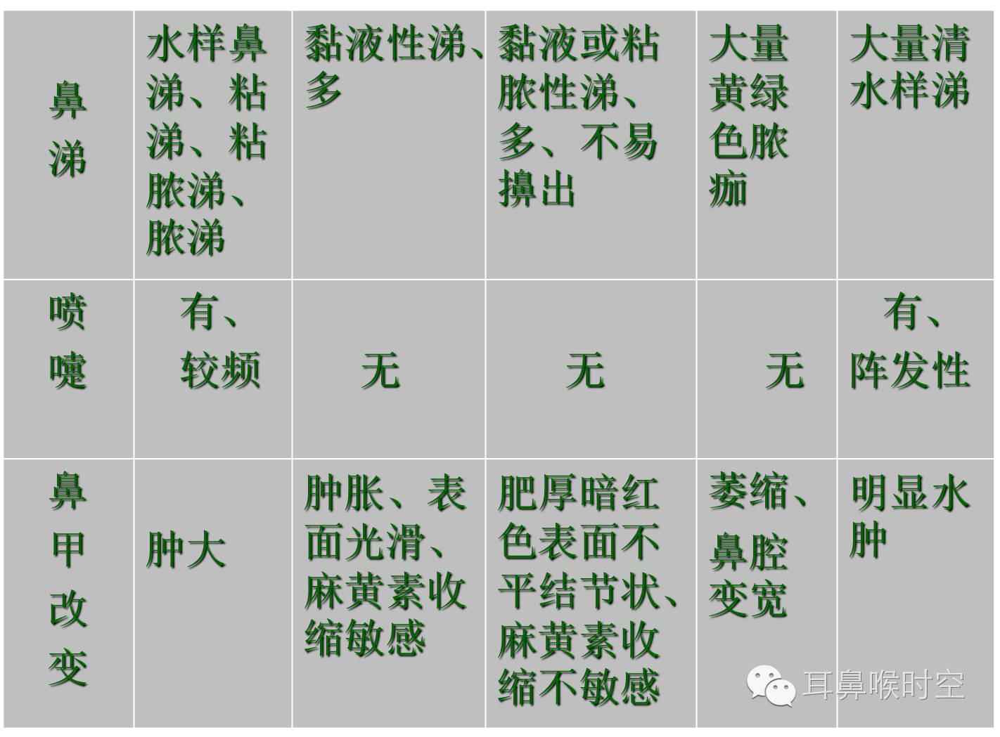 鼻
涕
水样鼻
涕、粘
涕、粘
脓涕、
脓涕
黏液性涕、
多
黏液或粘
脓性涕、
多、不易
擤出
大量
黄绿
色脓
痂
大量清
水样涕
喷
嚏
有、
较频
无
无
无
有、
阵发性
鼻
甲
改
变
肿大
肿胀、表
面光滑、
麻黄素收
缩敏感
肥厚暗红
色表面不
平结节状、
麻黄素收
缩不敏感
萎缩、
鼻腔
变宽
明显水
肿
耳鼻喉时空